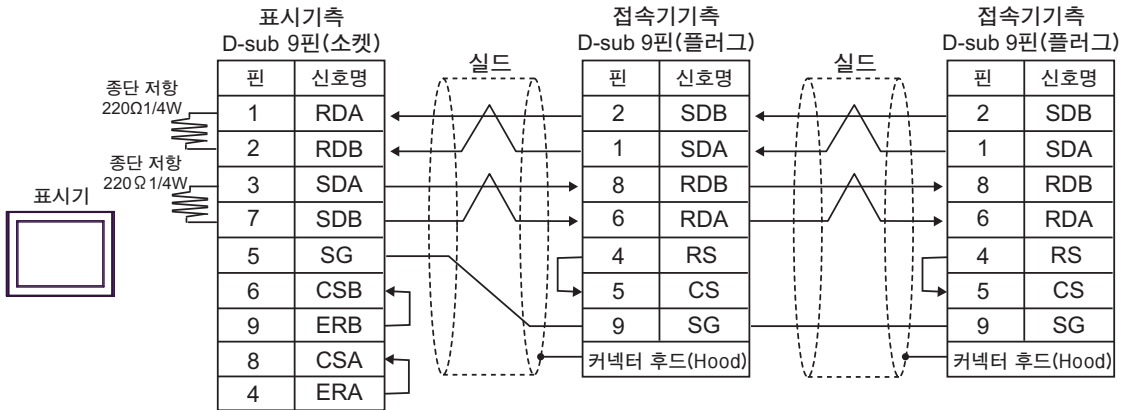 표시기측
D-sub 9핀(소켓)
접속기기측
D-sub 9핀(플러그)
접속기기측
D-sub 9핀(플러그)
실드
실드
종단 저항
220Ω1/4W
종단 저항
220Ω1/4W
표시기
핀 신호명
1 RDA
2 RDB
3 SDA
7 SDB
5 SG
6 CSB
9 ERB
8 CSA
4 ERA
핀 신호명
2 SDB
1 SDA
8 RDB
6 RDA
4 RS
5 CS
9 SG
커넥터 후드(Hood)
핀 신호명
2 SDB
1 SDA
8 RDB
6 RDA
4 RS
5 CS
9 SG
커넥터 후드(Hood)